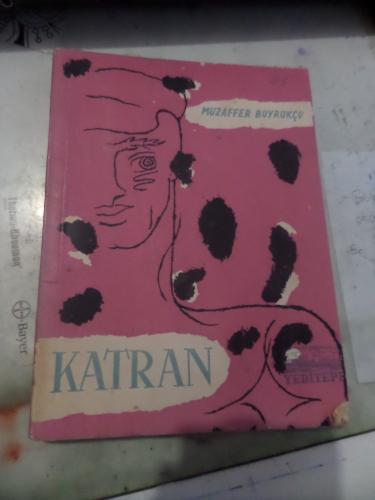 MUZAFFER BUYRUKÇU
KATRAN
YEDİTEPE
Bayer